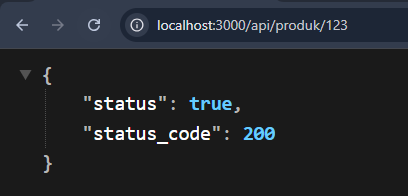 localhost:3000/api/produk/123
{
"status": true,
"status_code": 200
}